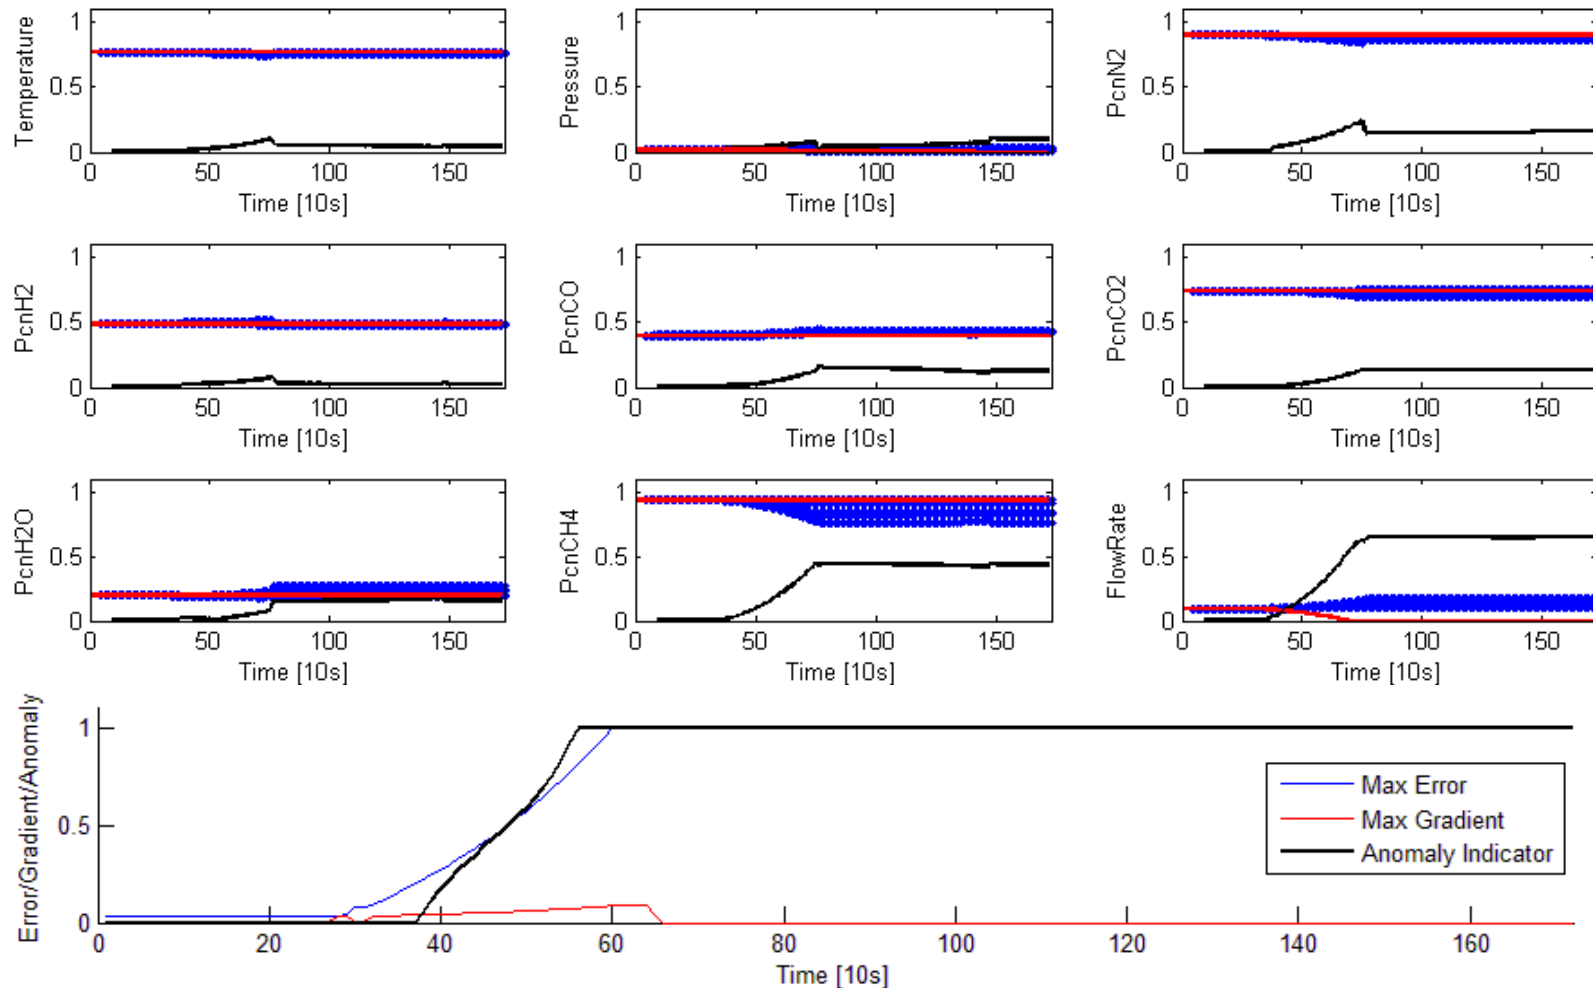 Temperature
1
0.5
0
0 50 100 150
Time [10s]
Pressure
1
0.5
0
0 50 100 150
Time [10s]
PcnN2
1
0.5
0
0 50 100 150
Time [10s]
PcnH2
1
0.5
0
0 50 100 150
Time [10s]
PcnCO
1
0.5
0
0 50 100 150
Time [10s]
PcnCO2
1
0.5
0
0 50 100 150
Time [10s]
PcnH2O
1
0.5
0
0 50 100 150
Time [10s]
PcnCH4
1
0.5
0
0 50 100 150
Time [10s]
FlowRate
1
0.5
0
0 50 100 150
Time [10s]
Error/Gradient/Anomaly
1
0.5
0
Max Error
Max Gradient
Anomaly Indicator
0 20 40 60 80 100 120 140 160
Time [10s]